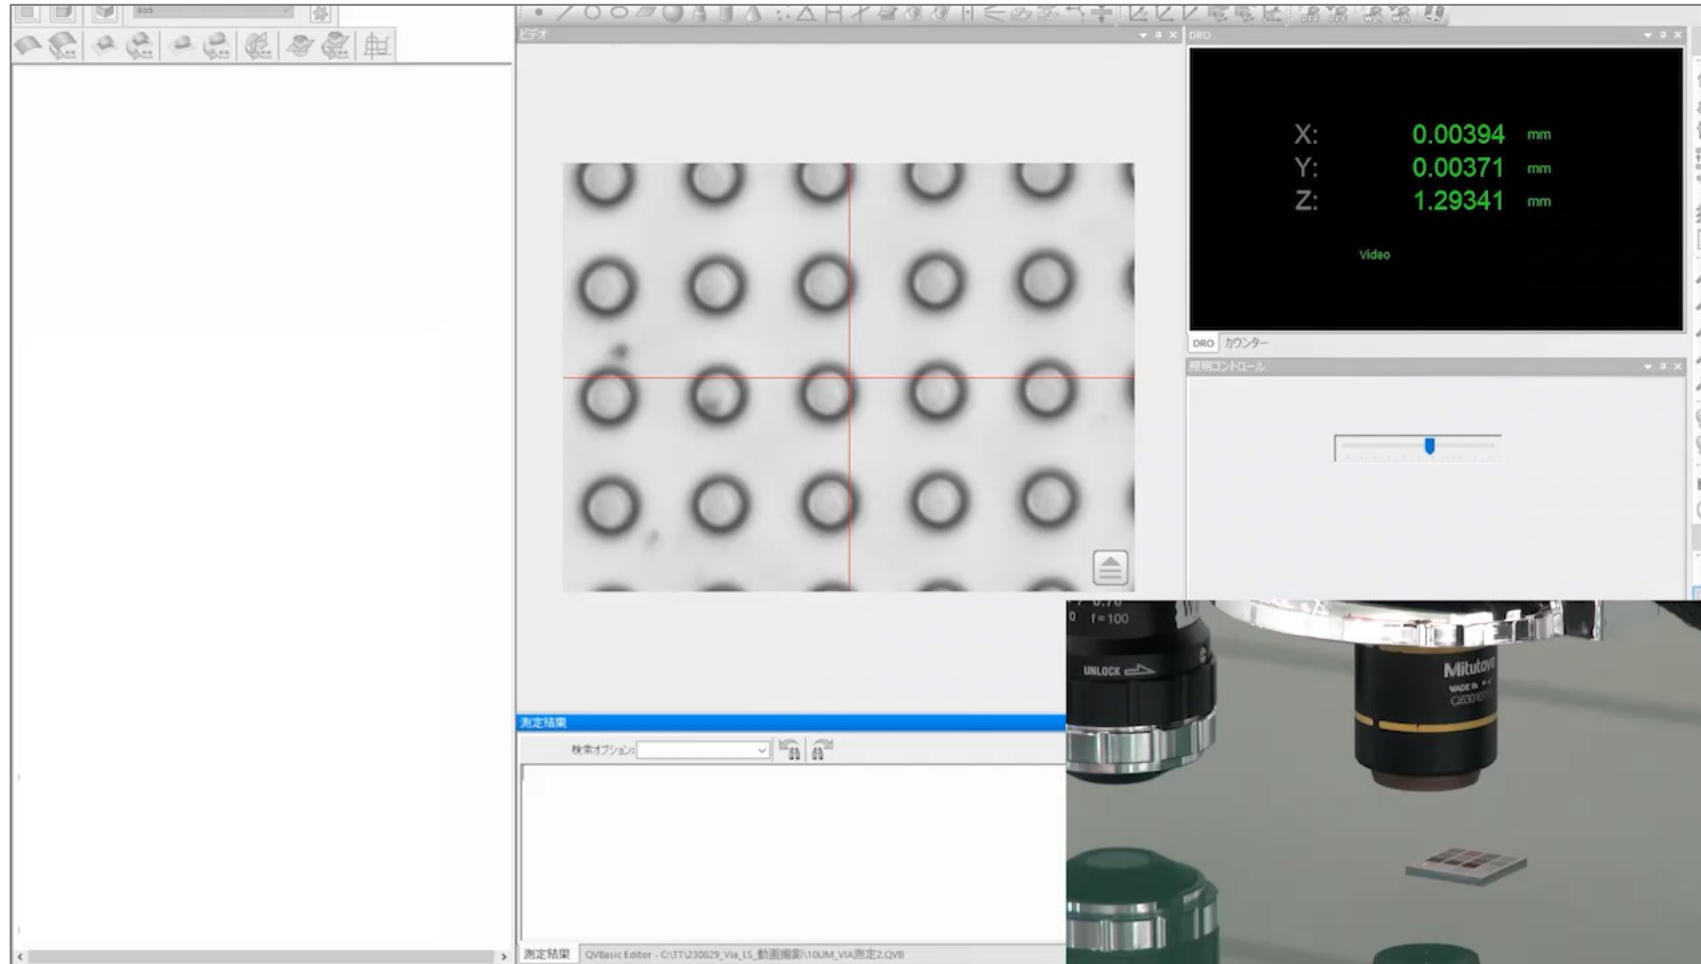 ビデオ
DRO
X: 0.00394 mm
Y: 0.00371 mm
Z: 1.29341 mm
Video
DRO カウンター
照明コントロール
f=100
UNLOCK
Mitutoyo
MADE IN
測定結果
検索オプション:
測定結果 QVBasic Editor - C:\TT\230829_Via_LS_動画撮影\10UM_VIA測定2.QVB